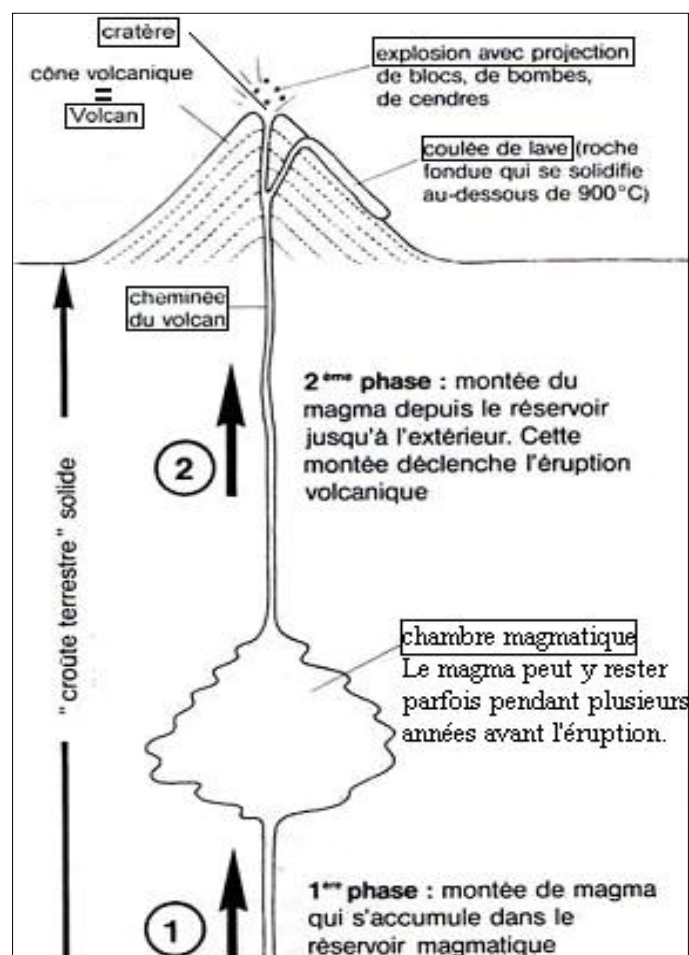 cratère
explosion avec projection
de blocs, de bombes,
de cendres
cône volcanique
=
Volcan
coulée de lave (roche
fondue qui se solidifie
au-dessous de 900°C)
cheminée
du volcan
2ème phase : montée du
magma depuis le réservoir
jusqu'à l'extérieur. Cette
montée déclenche l'éruption
volcanique
2
"croûte terrestre" solide
chambre magmatique
Le magma peut y rester
parfois pendant plusieurs
années avant l'éruption.
1ère phase : montée de magma
qui s'accumule dans le
réservoir magmatique
1